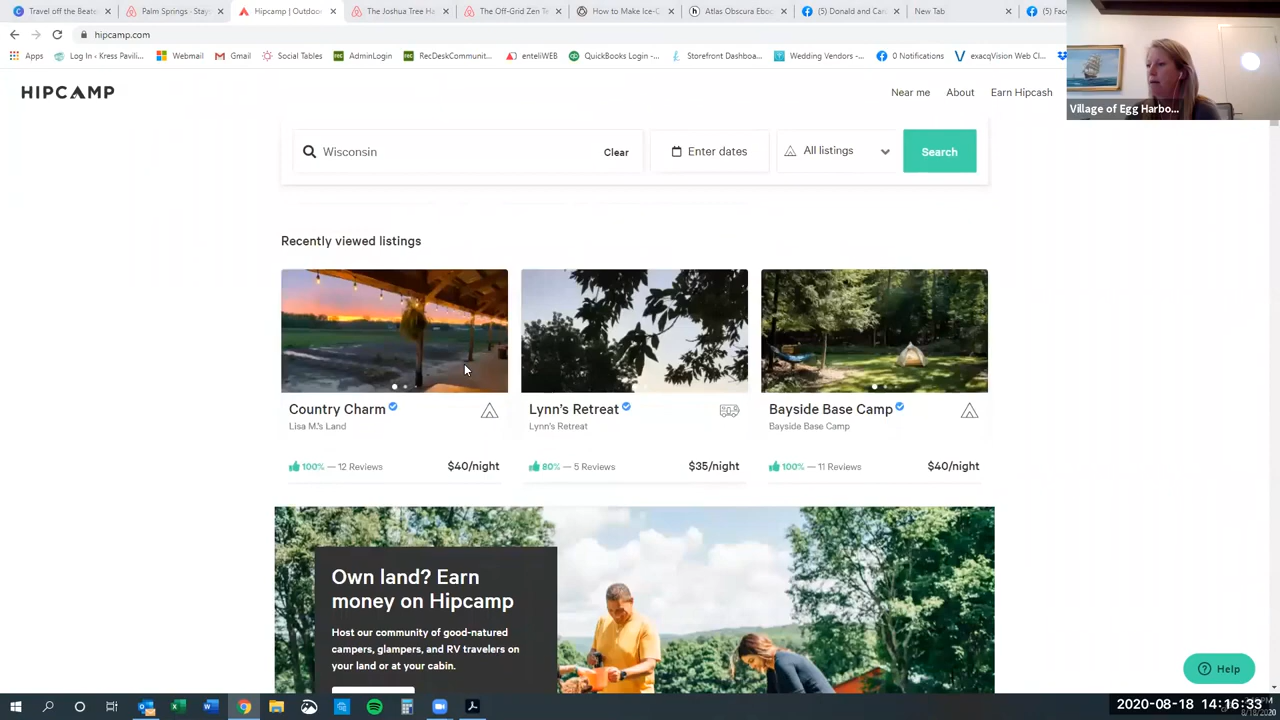 Travel off the Beate
Palm Springs - Stay
Hipcamp | Outdoo
The Joshua Tree Ha
The Off-Grid Zen Te
How to Make Ice-C
Atlas Obscura Eboo
(5) Donald and Car
New Tab
hipcamp.com
Apps
Log In ‹ Kress Pavili...
Webmail
Gmail
Social Tables
AdminLogin
RecDeskCommunit...
enteliWEB
QuickBooks Login -...
Storefront Dashboa...
Wedding Vendors -...
0 Notifications
exacqVision Web Cl...
Village of Egg Harbo...
HIPCAMP
Near me
About
Earn Hipcash
Wisconsin
Clear
Enter dates
All listings
Search
Recently viewed listings
Country Charm
Lisa M.'s Land
100% — 12 Reviews
$40/night
Lynn's Retreat
Lynn's Retreat
80% — 5 Reviews
$35/night
Bayside Base Camp
Bayside Base Camp
100% — 11 Reviews
$40/night
Own land? Earn
money on Hipcamp
Host our community of good-natured
campers, glampers, and RV travelers on
your land or at your cabin.
Help
2020-08-18 14:16:33